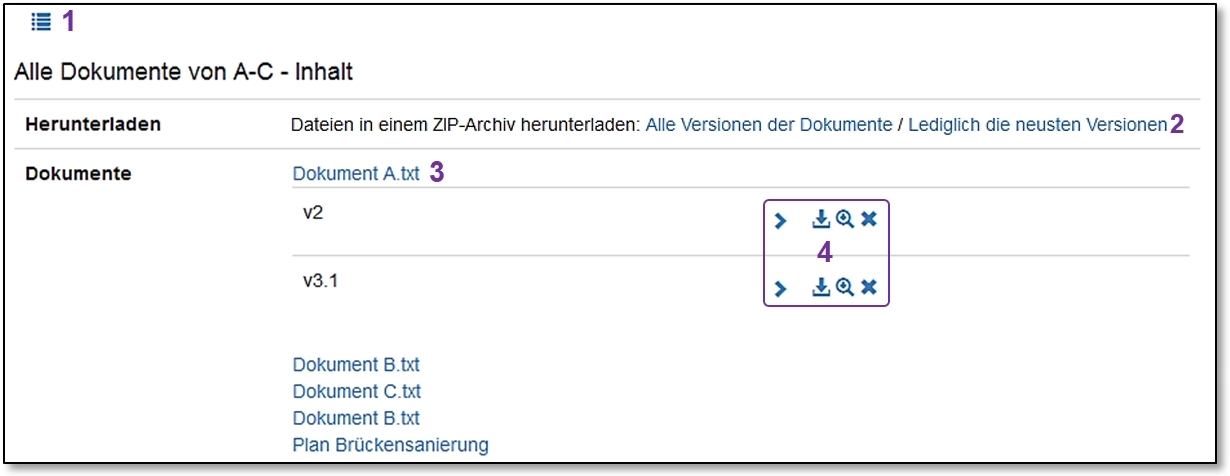 1
Alle Dokumente von A-C - Inhalt
Herunterladen Dateien in einem ZIP-Archiv herunterladen: Alle Versionen der Dokumente / Lediglich die neusten Versionen 2
Dokumente Dokument A.txt 3
v2
4
v3.1
Dokument B.txt
Dokument C.txt
Dokument B.txt
Plan Brückensanierung